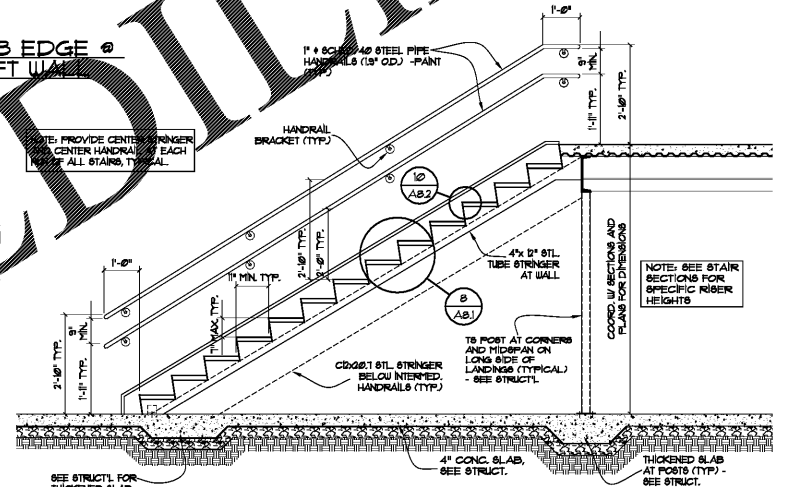 1'-0"
B EDGE @
FT WALL
1" ø SCHED. 40 STEEL PIPE
HANDRAILS (1.9" O.D.) -PAINT
(TYP.)
9"
MIN.
1'-11" TYP.
2'-10" TYP.
HANDRAIL
BRACKET (TYP.)
NOTE: PROVIDE CENTER STRINGER
AND CENTER HANDRAIL AT EACH
RUN OF ALL STAIRS, TYPICAL.
10
A8.2
1'-0"
11" MIN. TYP.
2'-10" TYP.
2'-0" TYP.
4"x 12" STL.
TUBE STRINGER
AT WALL
COORD. W/ SECTIONS AND
PLANS FOR DIMENSIONS
NOTE: SEE STAIR
SECTIONS FOR
SPECIFIC RISER
HEIGHTS
8
A8.1
7" MAX. TYP.
9"
MIN.
2'-10" TYP.
1'-11" TYP.
TS POST AT CORNERS
AND MIDSPAN ON
LONG SIDE OF
LANDINGS (TYPICAL)
- SEE STRUCT'L
C12x20.7 STL. STRINGER
BELOW INTERMED.
HANDRAILS (TYP.)
4" CONC. SLAB,
SEE STRUCT.
THICKENED SLAB
AT POSTS (TYP) -
SEE STRUCT.
SEE STRUCT'L FOR
THICKENED SLAB